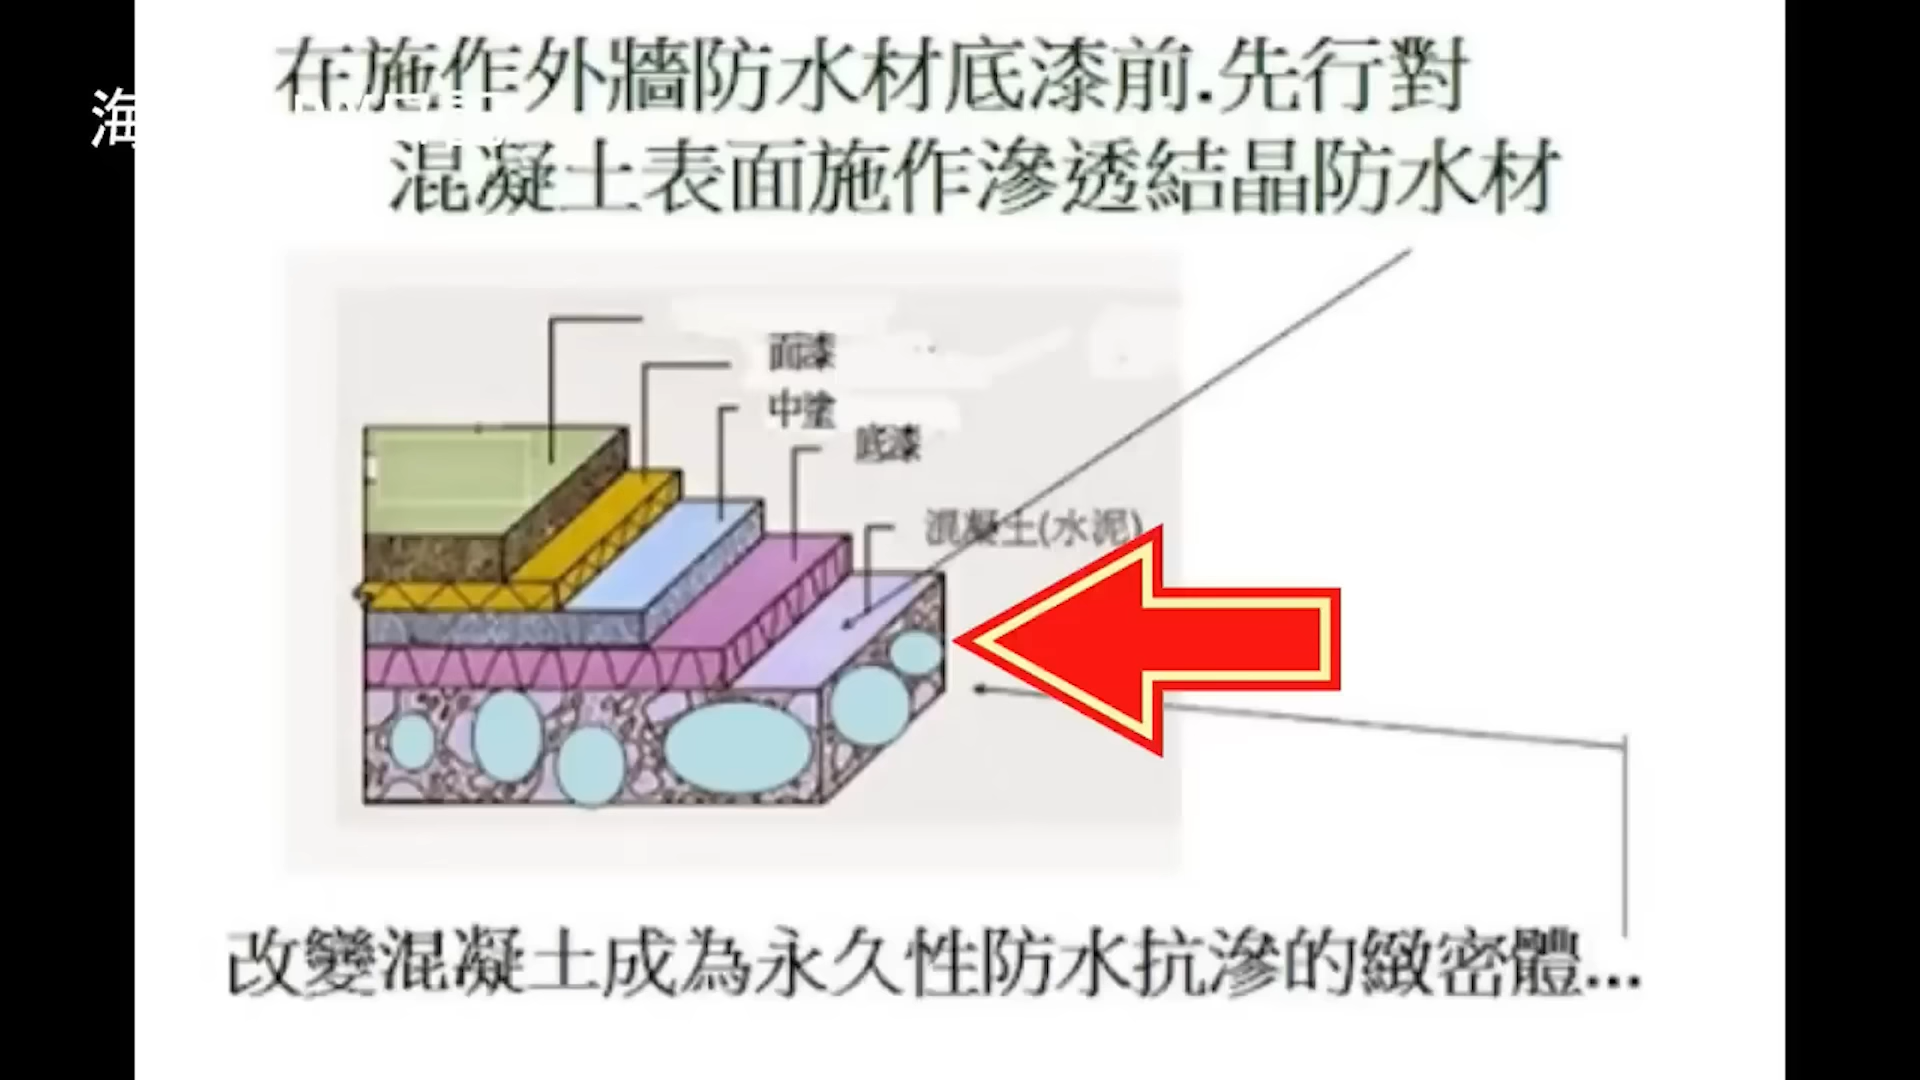 在施作外牆防水材底漆前.先行對
海
混凝土表面施作滲透結晶防水材
面漆
中塗
底漆
混凝土(水泥)
改變混凝土成為永久性防水抗滲的緻密體...